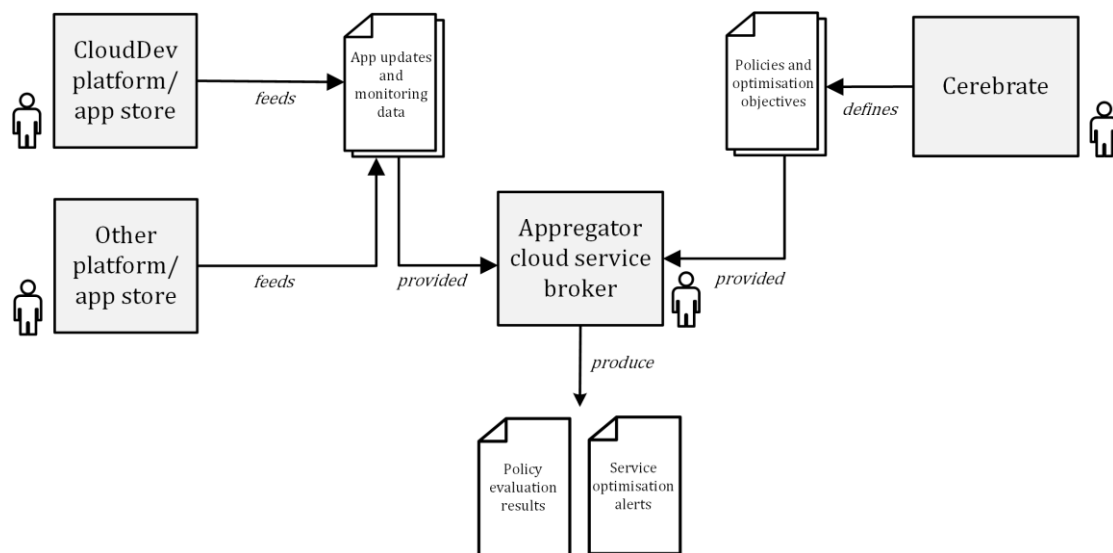 CloudDev
platform/
app store
feeds
App updates
and
monitoring
data
Policies and
optimisation
objectives
defines
Cerebrate
Other
platform/
app store
feeds
provided
Appregator
cloud service
broker
provided
produce
Policy
evaluation
results
Service
optimisation
alerts